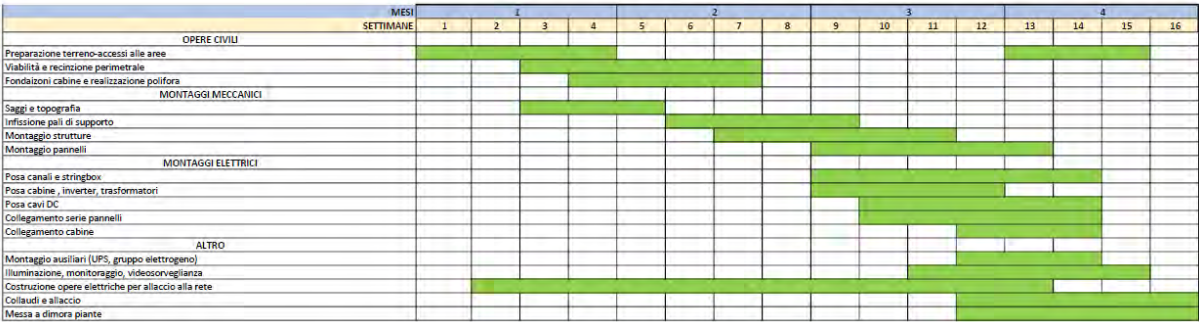 MESI 1 2 3 4
SETTIMANE 1 2 3 4 5 6 7 8 9 10 11 12 13 14 15 16
OPERE CIVILI
Preparazione terreno-accessi alle aree
Viabilità e recinzione perimetrale
Fondaizoni cabine e realizzazione polifora
MONTAGGI MECCANICI
Saggi e topografia
Infissione pali di supporto
Montaggio strutture
Montaggio pannelli
MONTAGGI ELETTRICI
Posa canali e stringbox
Posa cabine , inverter, trasformatori
Posa cavi DC
Collegamento serie pannelli
Collegamento cabine
ALTRO
Montaggio ausiliari (UPS, gruppo elettrogeno)
Illuminazione, monitoraggio, videosorveglianza
Costruzione opere elettriche per allaccio alla rete
Collaudi e allaccio
Messa a dimora piante